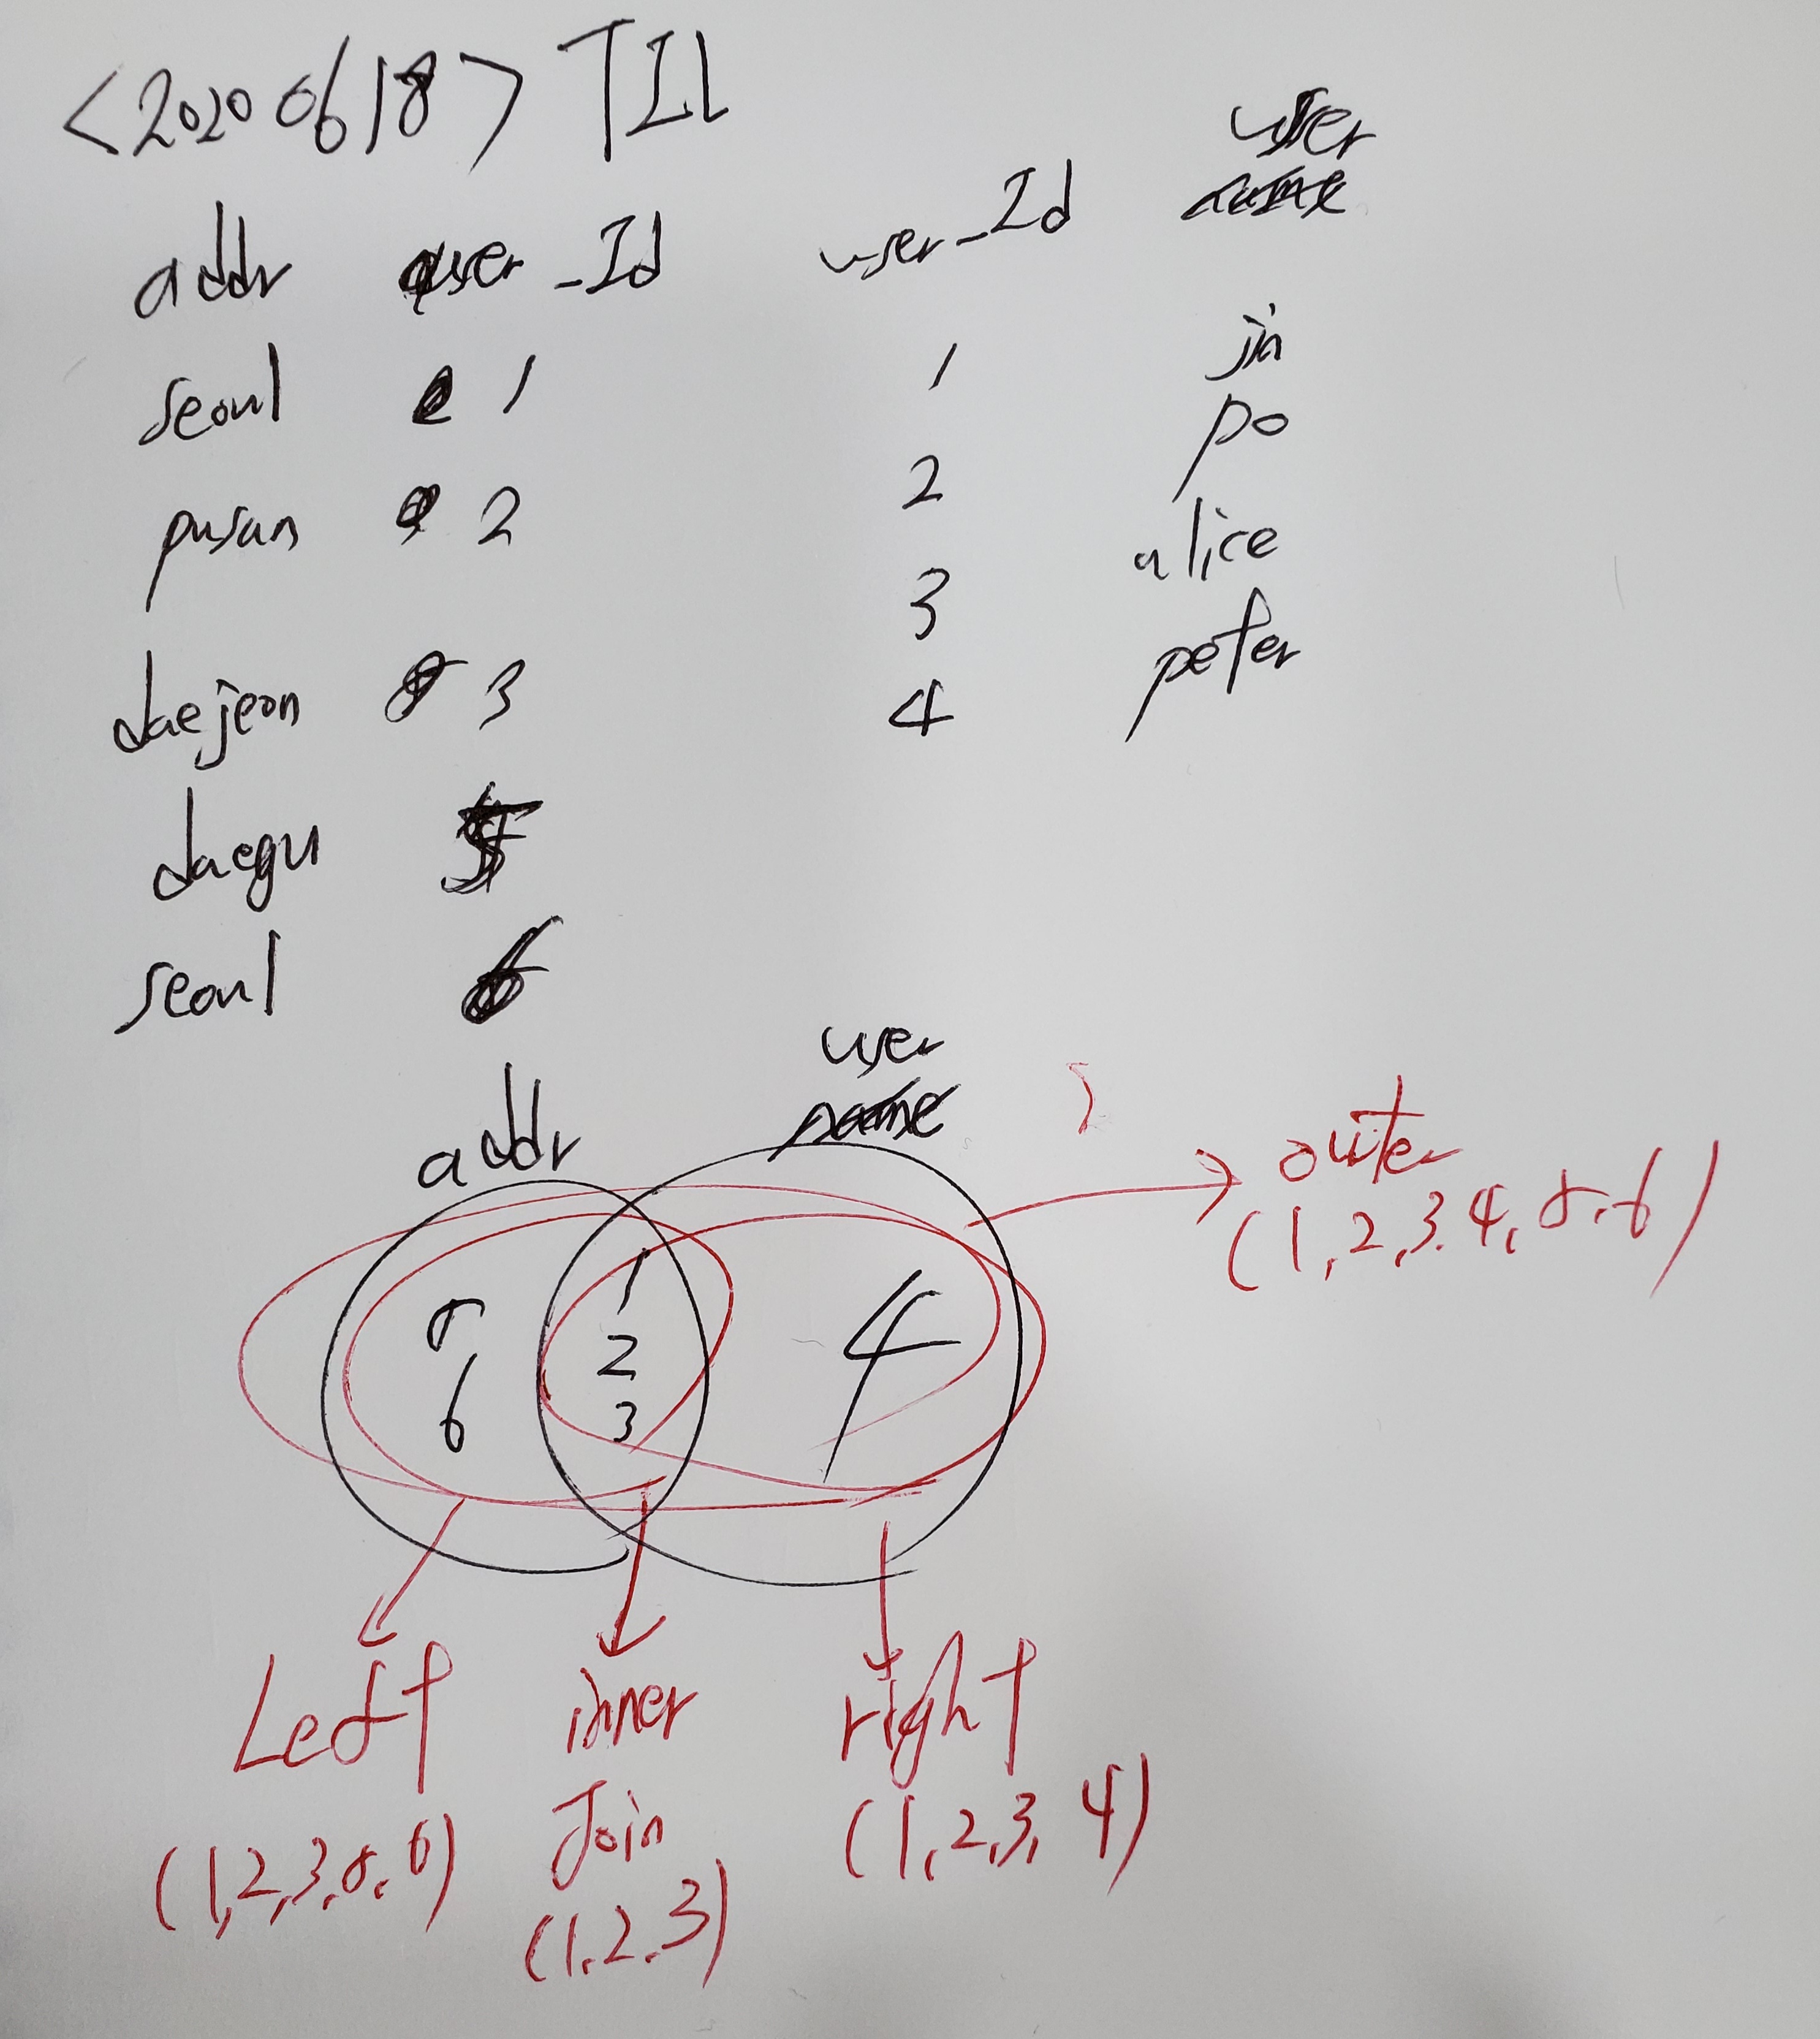 <20200618> TIL
addr user_Id user_Id user
seoul 1 1 jin
pusan 2 2 po
daejeon 3 3 alice
daegu 5 4 peter
seoul 6
addr user
outer
(1,2,3.4,5.6)
5 1 4
6 2
3
Left inner right
Join
(1,2,3.5.6) (1.2.3) (1,2,3,4)